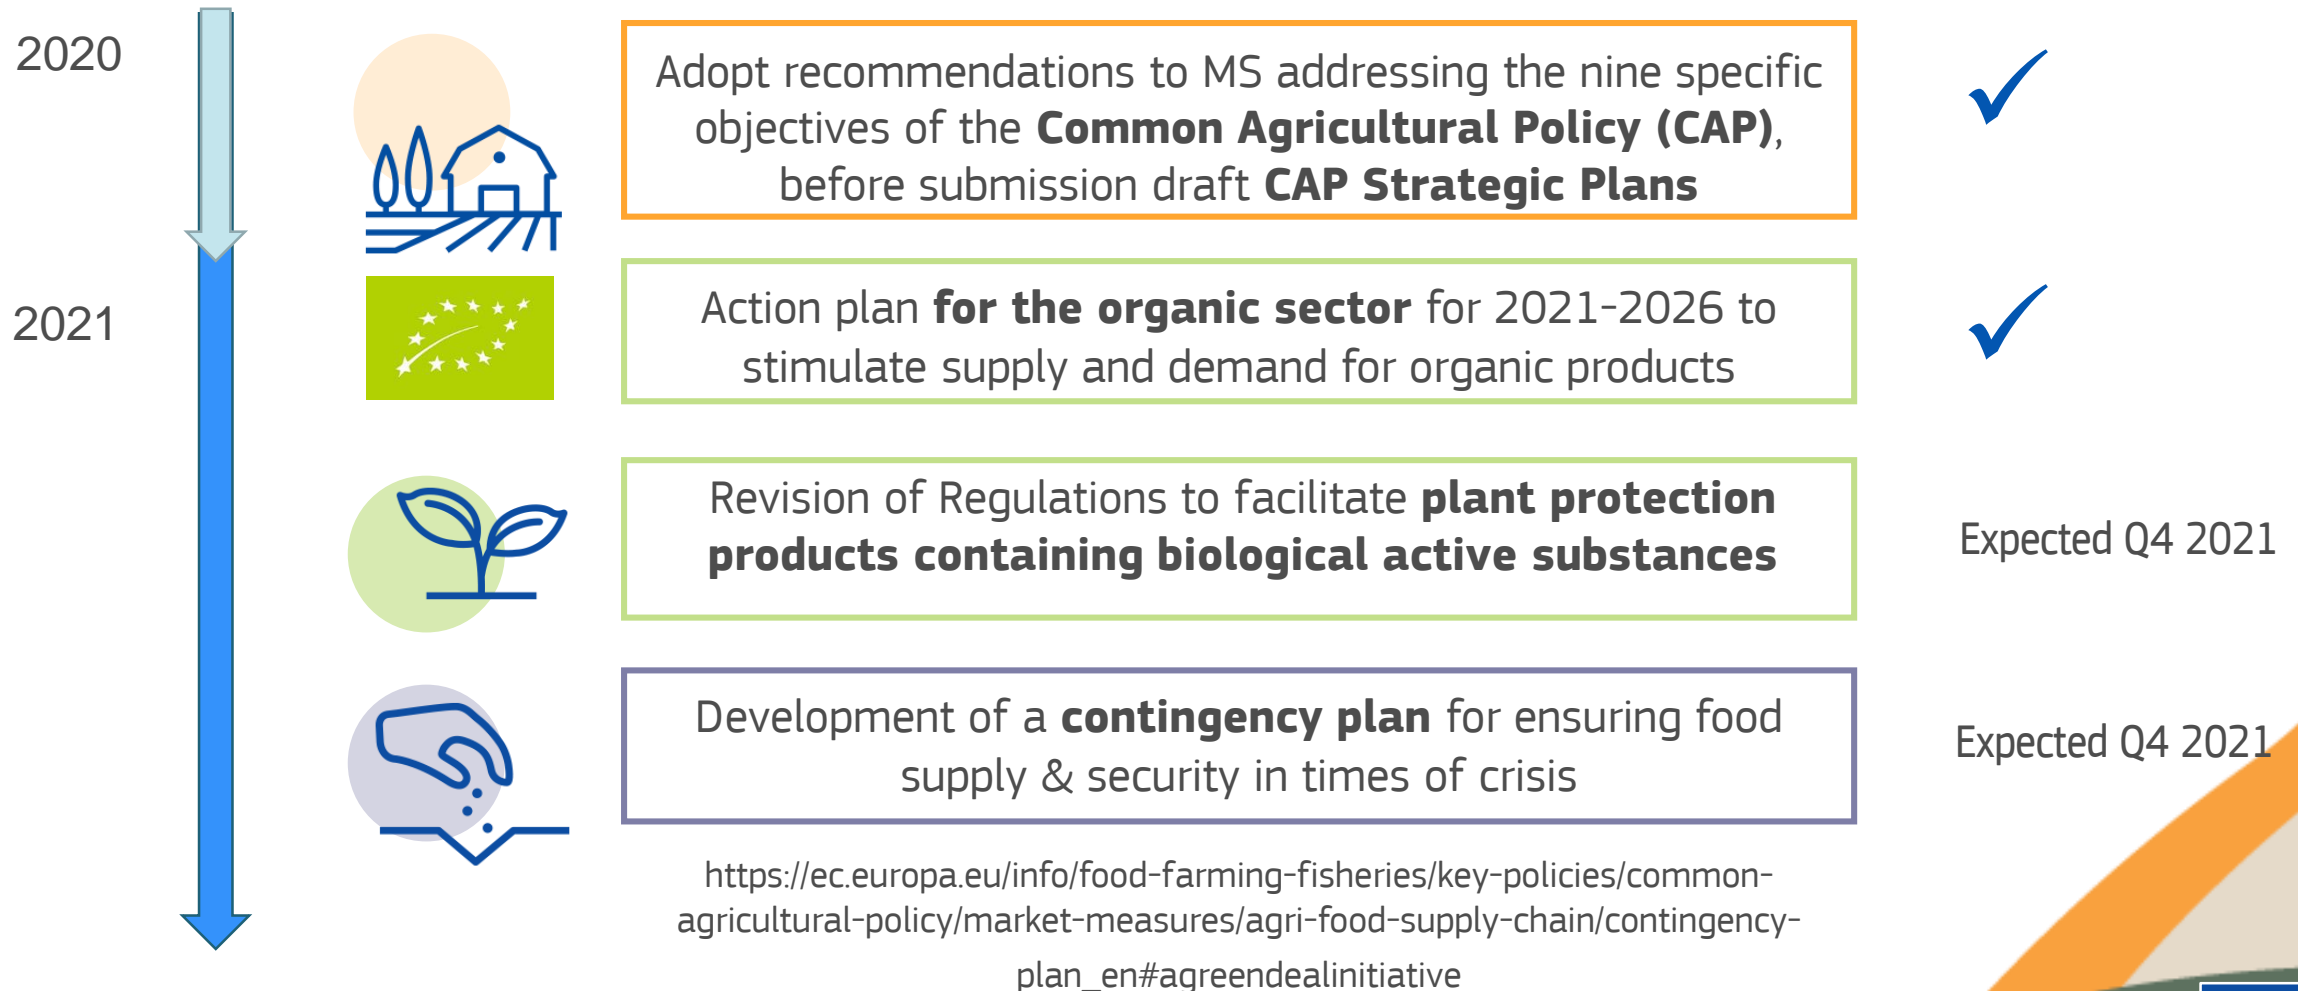 2020
Adopt recommendations to MS addressing the nine specific
objectives of the Common Agricultural Policy (CAP),
before submission draft CAP Strategic Plans
2021
Action plan for the organic sector for 2021-2026 to
stimulate supply and demand for organic products
Revision of Regulations to facilitate plant protection
products containing biological active substances
Expected Q4 2021
Development of a contingency plan for ensuring food
supply & security in times of crisis
Expected Q4 2021
https://ec.europa.eu/info/food-farming-fisheries/key-policies/common-
agricultural-policy/market-measures/agri-food-supply-chain/contingency-
plan_en#agreendealinitiative